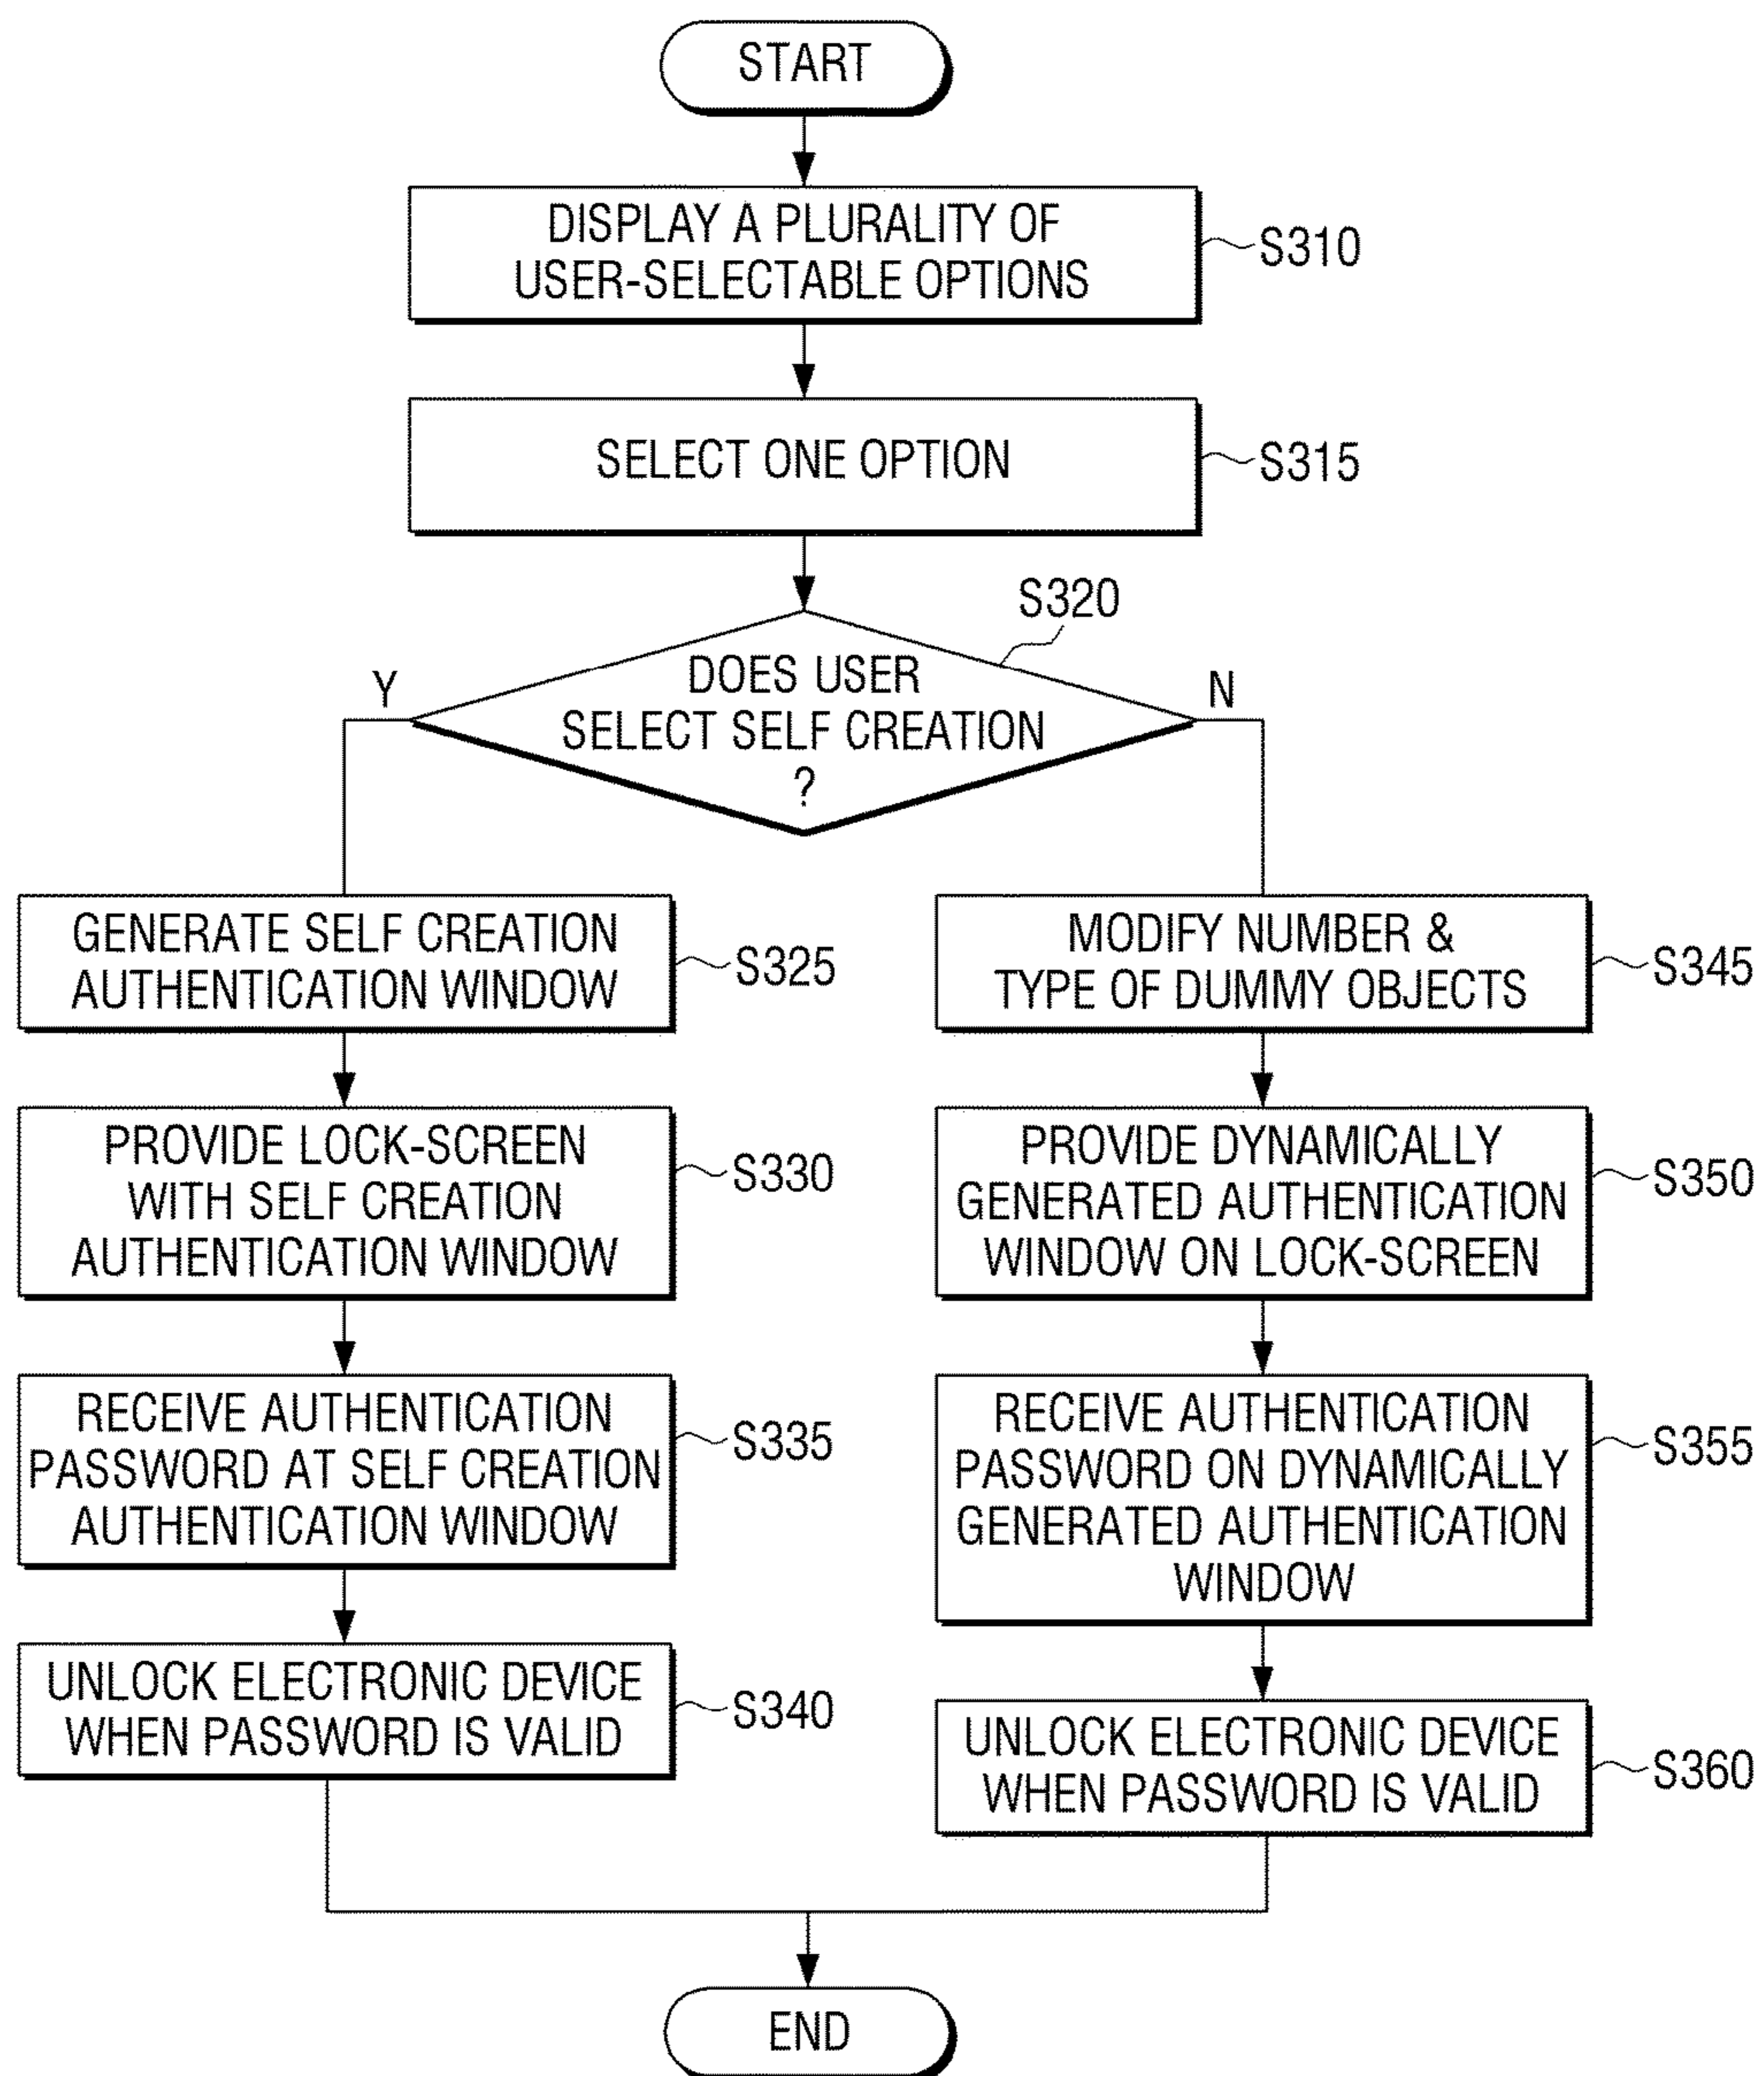 START
DISPLAY A PLURALITY OF
USER-SELECTABLE OPTIONS
S310
SELECT ONE OPTION
S315
S320
DOES USER
SELECT SELF CREATION
?
Y
N
GENERATE SELF CREATION
AUTHENTICATION WINDOW
S325
PROVIDE LOCK-SCREEN
WITH SELF CREATION
AUTHENTICATION WINDOW
S330
RECEIVE AUTHENTICATION
PASSWORD AT SELF CREATION
AUTHENTICATION WINDOW
S335
UNLOCK ELECTRONIC DEVICE
WHEN PASSWORD IS VALID
S340
MODIFY NUMBER &
TYPE OF DUMMY OBJECTS
S345
PROVIDE DYNAMICALLY
GENERATED AUTHENTICATION
WINDOW ON LOCK-SCREEN
S350
RECEIVE AUTHENTICATION
PASSWORD ON DYNAMICALLY
GENERATED AUTHENTICATION
WINDOW
S355
UNLOCK ELECTRONIC DEVICE
WHEN PASSWORD IS VALID
S360
END